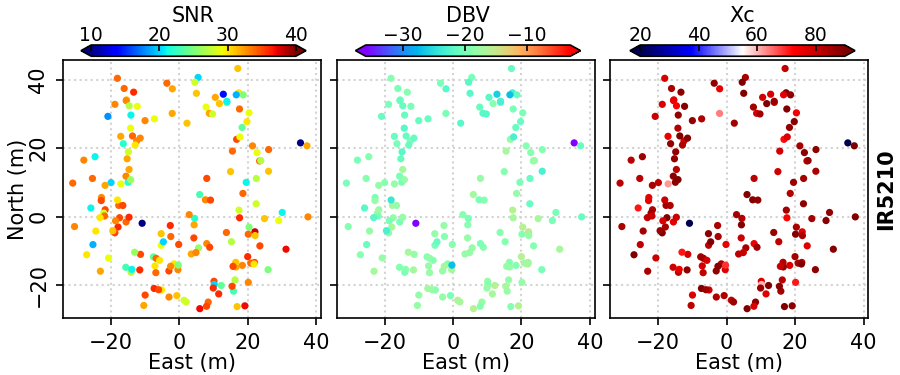 SNR DBV Xc
10 20 30 40 −30 −20 −10 20 40 60 80
North (m)
40
20
0
−20
−20 0 20 40 −20 0 20 40 −20 0 20 40
East (m) East (m) East (m)
IR5210